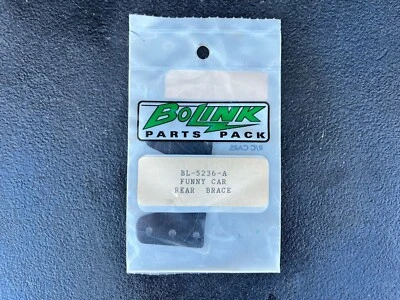 BOLINK
PARTS PACK
R/C CARS
BL-5236-A
FUNNY CAR
REAR BRACE